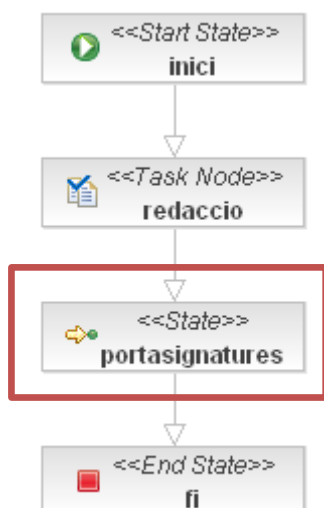 <<Start State>>
inici
<<Task Node>>
redaccio
<<State>>
portasignatures
<<End State>>
fi